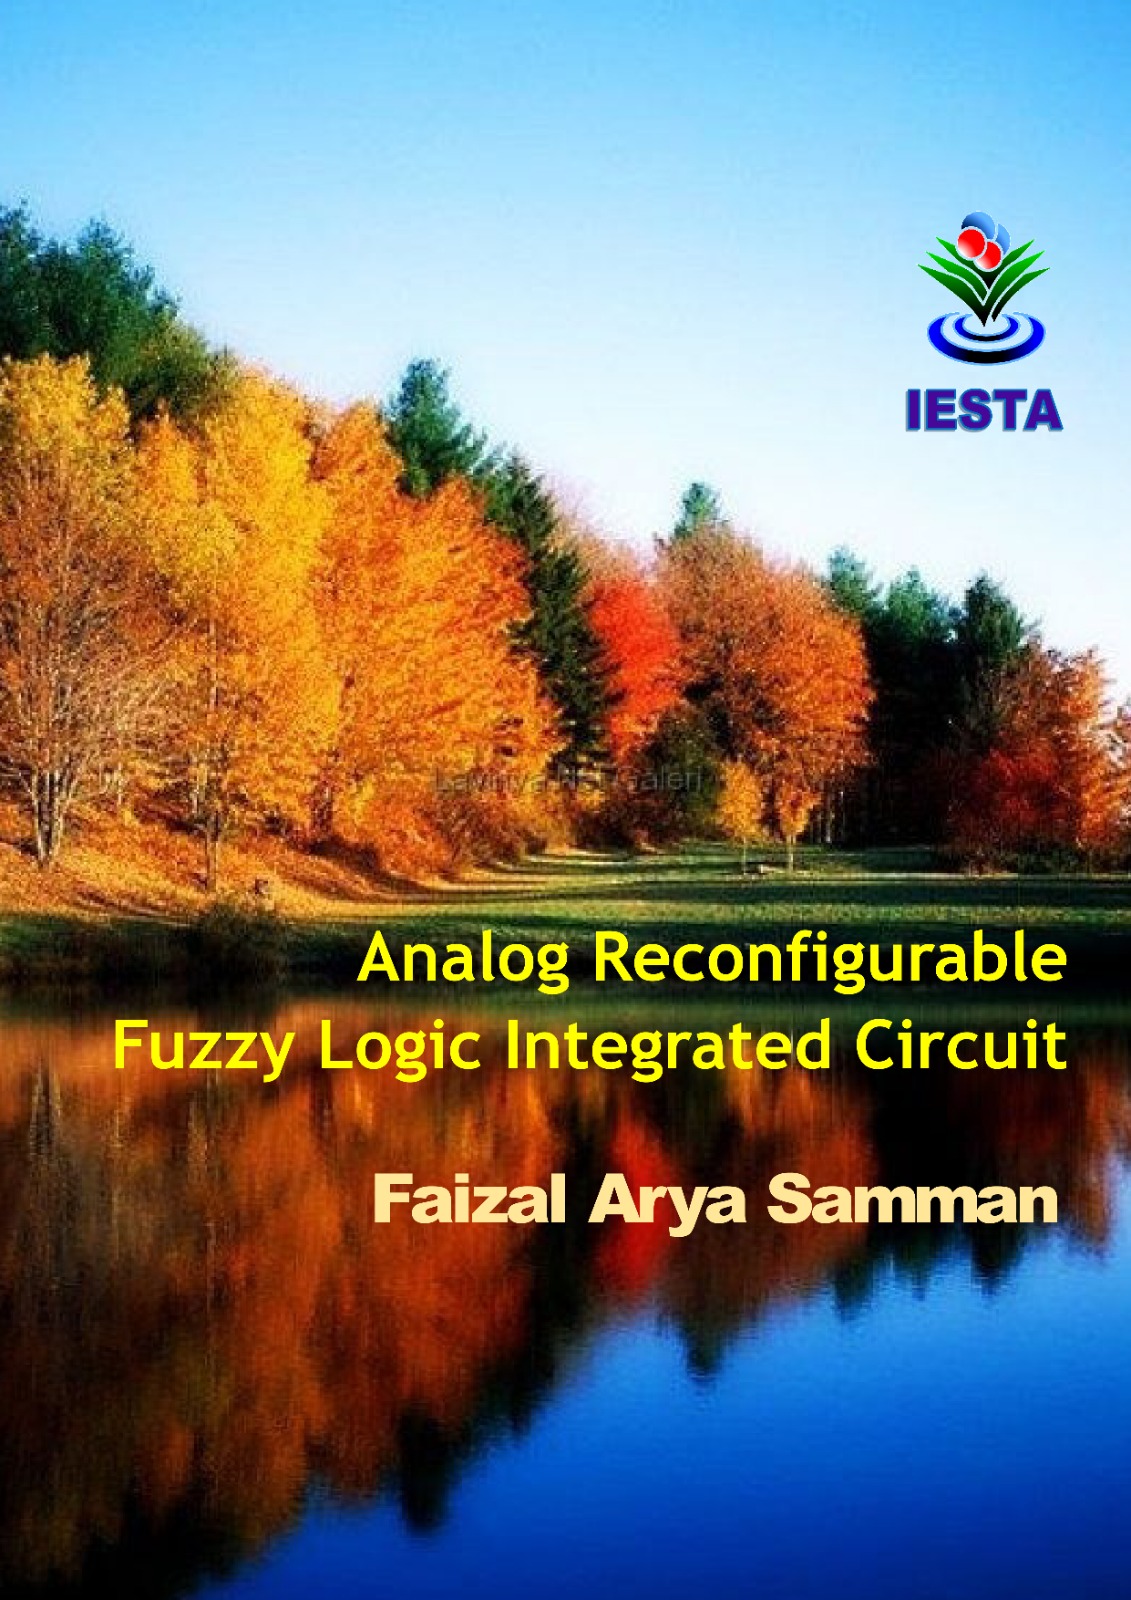 IESTA
Analog Reconfigurable
Fuzzy Logic Integrated Circuit
Faizal Arya Samman